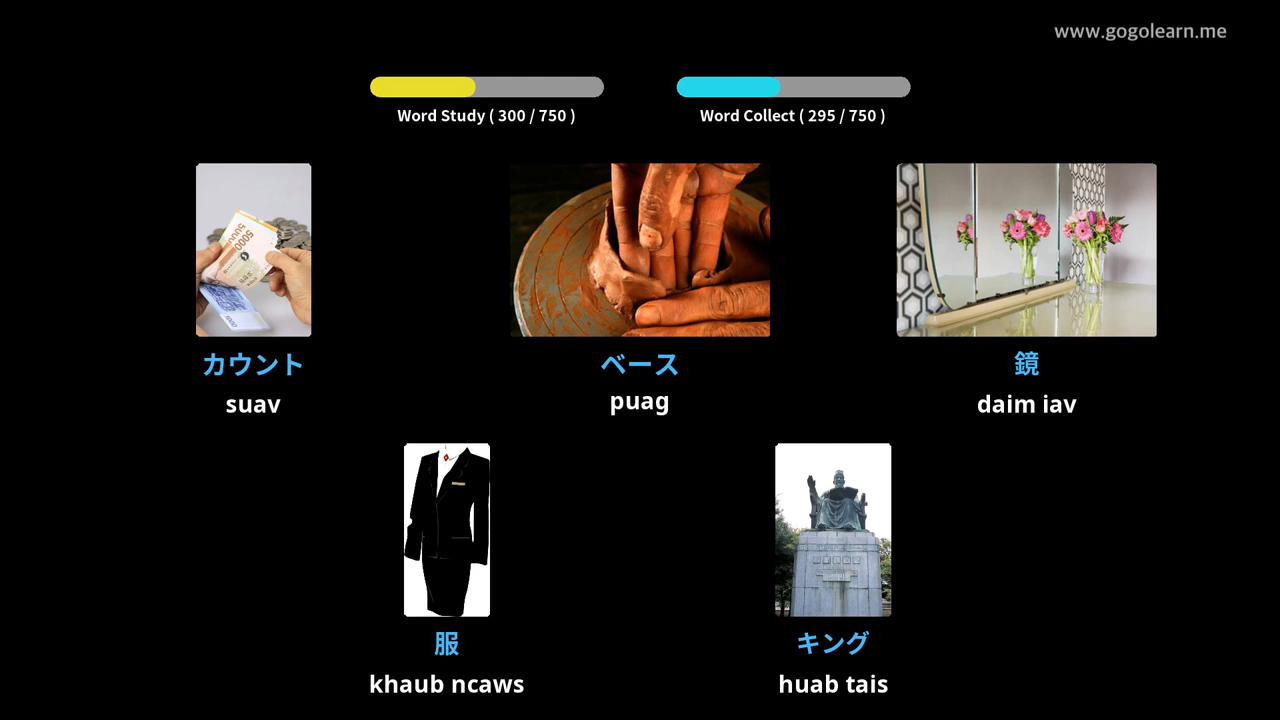 www.gogolearn.me
Word Study ( 300 / 750 )
Word Collect ( 295 / 750 )
カウント
suav
ベース
puag
鏡
daim iav
服
khaub ncaws
キング
huab tais